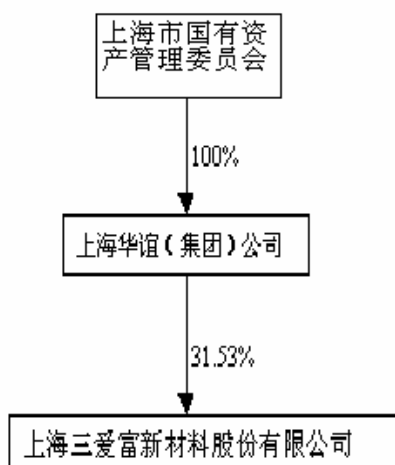 上海市国有资
产管理委员会
100%
上海华谊(集团)公司
31.53%
上海三爱富新材料股份有限公司